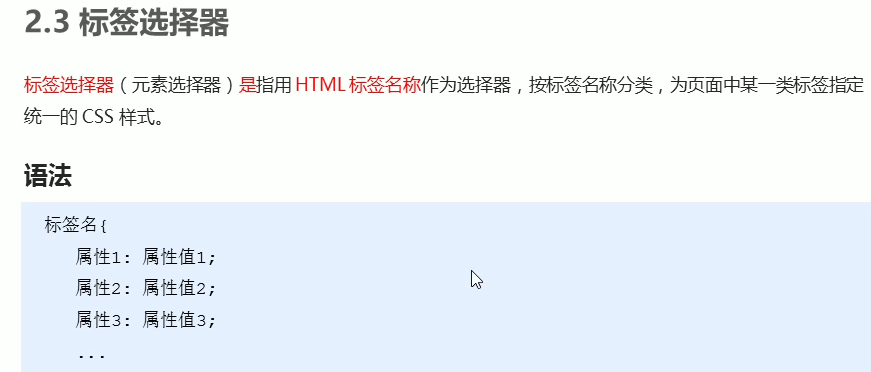 2.3 标签选择器
标签选择器（元素选择器）是指用 HTML 标签名称作为选择器，按标签名称分类，为页面中某一类标签指定
统一的 CSS 样式。
语法
标签名{
属性1: 属性值1;
属性2: 属性值2;
属性3: 属性值3;
...